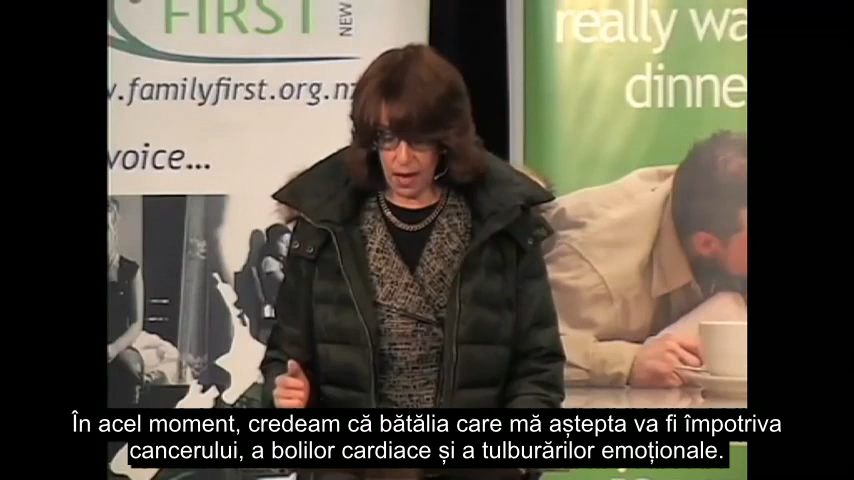 FIRST
NEW
.familyfirst.org.nz
voice...
really wa
dinne
În acel moment, credeam că bătălia care mă aștepta va fi împotriva
cancerului, a bolilor cardiace și a tulburărilor emoționale.